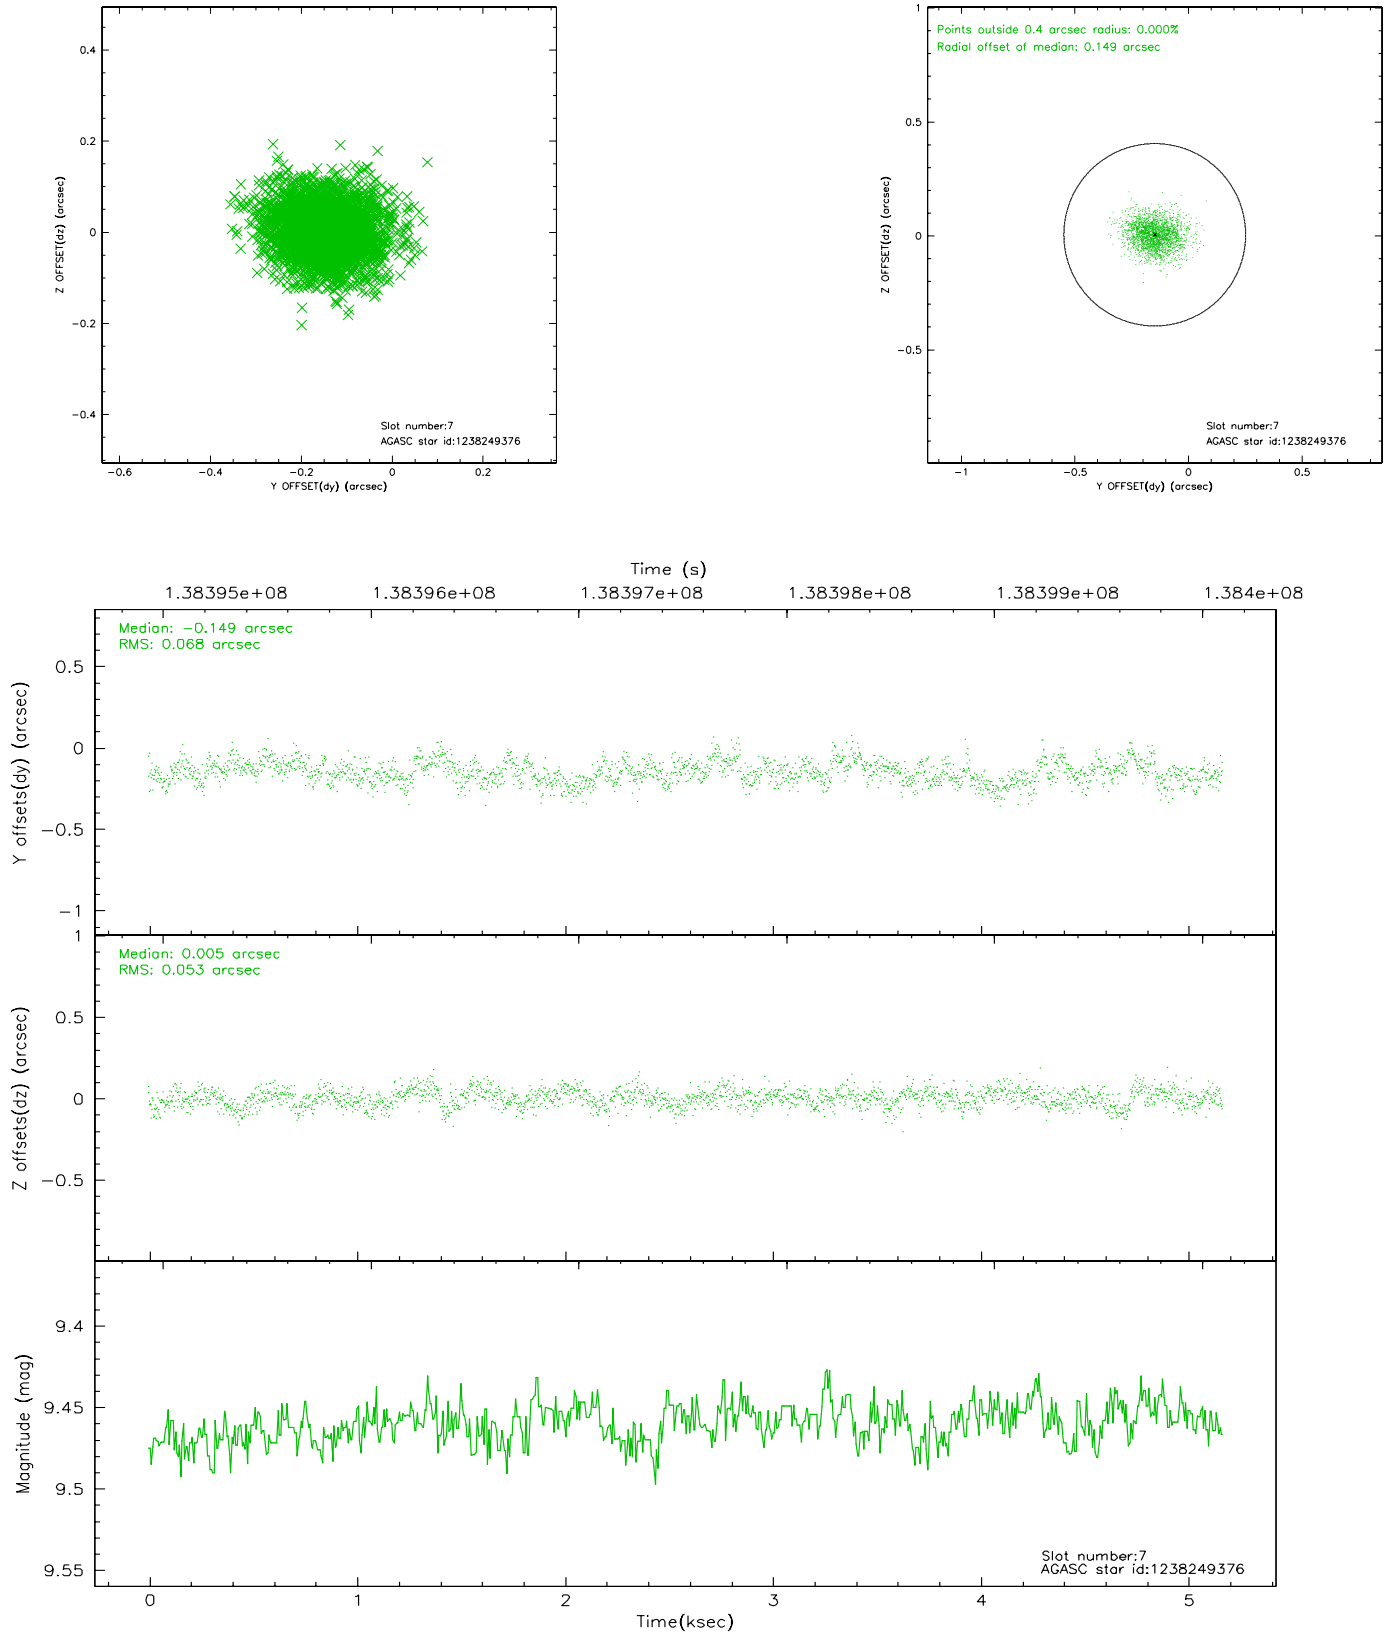 0.4
0.2
0
-0.2
-0.4
Z OFFSET(dz) (arcsec)
-0.6
-0.4
-0.2
0
0.2
Y OFFSET(dy) (arcsec)
Slot number:7
AGASC star id:1238249376
Points outside 0.4 arcsec radius: 0.000%
Radial offset of median: 0.149 arcsec
1
0.5
0
-0.5
Z OFFSET(dz) (arcsec)
-1
-0.5
0
0.5
Y OFFSET(dy) (arcsec)
Slot number:7
AGASC star id:1238249376
Time (s)
1.38395e+08
1.38396e+08
1.38397e+08
1.38398e+08
1.38399e+08
1.384e+08
Median: -0.149 arcsec
RMS: 0.068 arcsec
0.5
0
-0.5
-1
Y offsets(dy) (arcsec)
Median: 0.005 arcsec
RMS: 0.053 arcsec
1
0.5
0
-0.5
Z offsets(dz) (arcsec)
9.4
9.45
9.5
9.55
Magnitude (mag)
Slot number:7
AGASC star id:1238249376
0
1
2
3
4
5
Time(ksec)